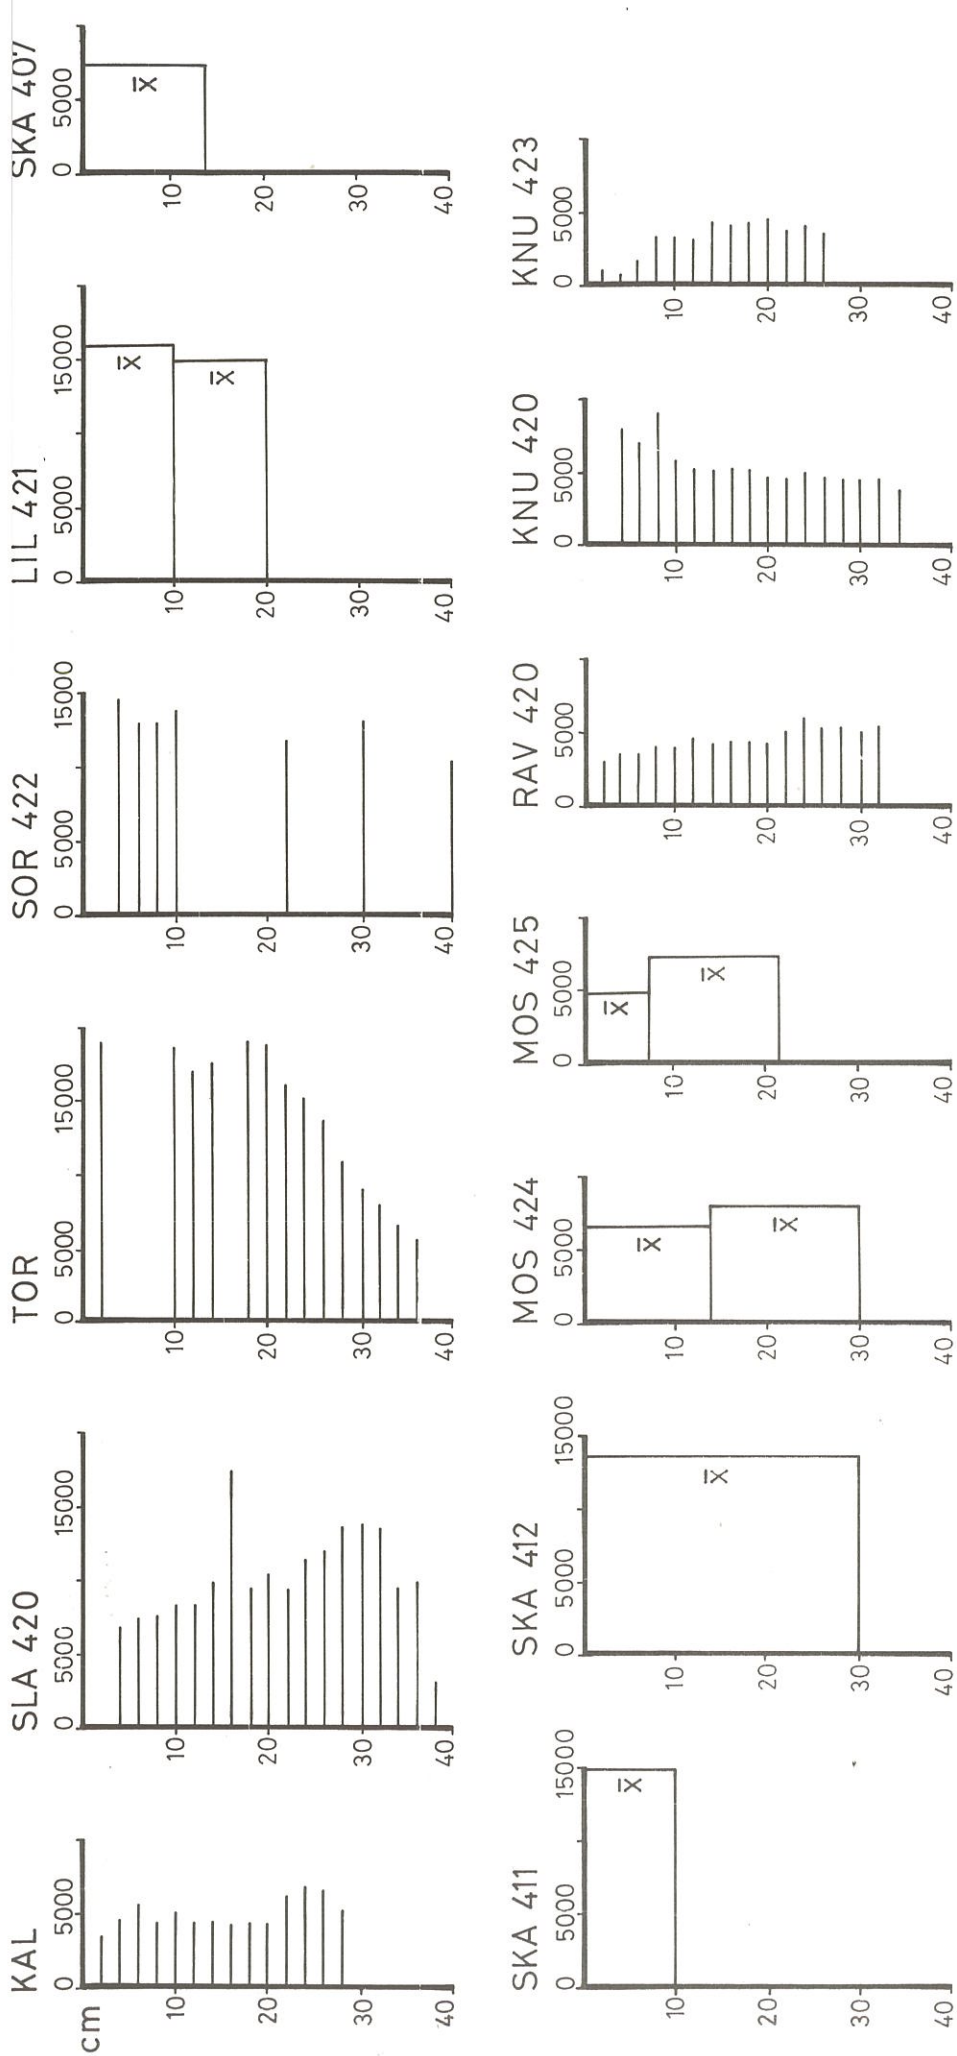 KAL SLA 420 TOR SOR 422 LIL 421 SKA 407
0 5000 0 5000 15000 0 5000 15000 0 5000 15000 0 5000 15000 0 5000
cm
x̄ x̄
10 10 10 10 10 10
x̄
20 20 20 20 20 20
30 30 30 30 30 30
40 40 40 40 40 40
SKA 411 SKA 412 MOS 424 MOS 425 RAV 420 KNU 420 KNU 423
0 5000 15000 0 5000 15000 0 5000 0 5000 0 5000 0 5000 0 5000
x̄ x̄ x̄
10 10 10 10 10 10 10
x̄ x̄
20 20 20 20 20 20 20
x̄
30 30 30 30 30 30 30
40 40 40 40 40 40 40